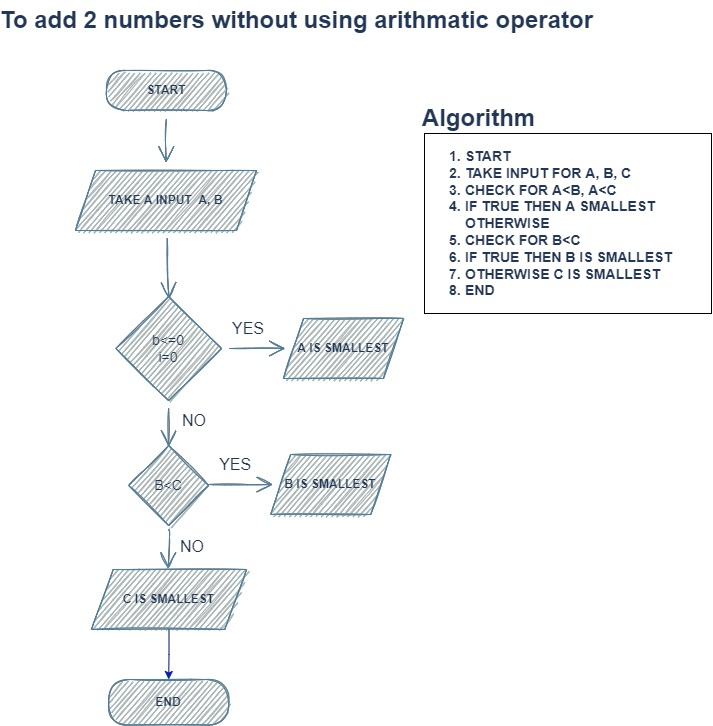 To add 2 numbers without using arithmatic operator
START
TAKE A INPUT A, B
b<=0
i=0
YES
A IS SMALLEST
NO
B<C
YES
B IS SMALLEST
NO
C IS SMALLEST
END
Algorithm
1. START
2. TAKE INPUT FOR A, B, C
3. CHECK FOR A<B, A<C
4. IF TRUE THEN A SMALLEST
OTHERWISE
5. CHECK FOR B<C
6. IF TRUE THEN B IS SMALLEST
7. OTHERWISE C IS SMALLEST
8. END